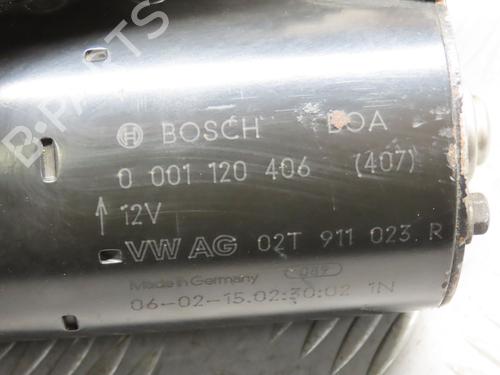 B-PARTS
BOSCH EOA
0 001 120 406 (407)
12V
VW AG 02T 911 023 R
Made in Germany 089
06-02-15.02:30:02 1N